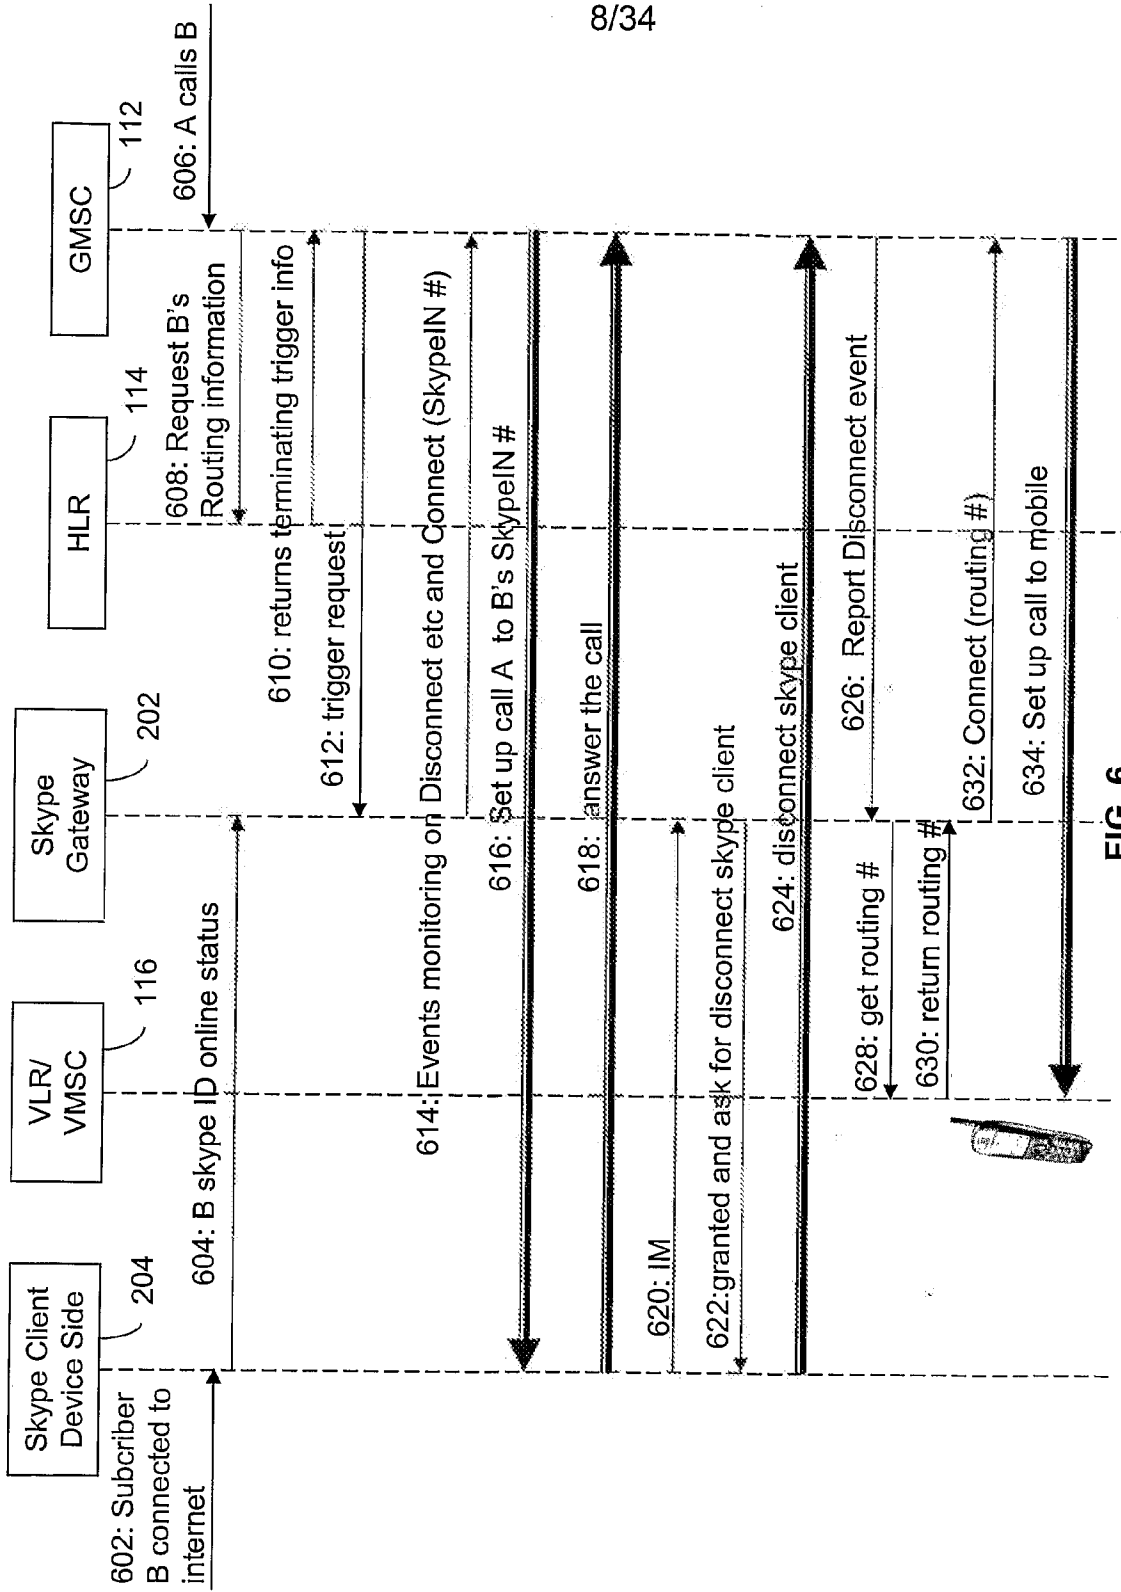 8/34
Skype Client
Device Side
204
VLR/
VMSC
116
Skype
Gateway
202
HLR
114
GMSC
112
602: Subcriber
B connected to
internet
604: B skype ID online status
606: A calls B
608: Request B's
Routing information
610: returns terminating trigger info
612: trigger request
614: Events monitoring on Disconnect etc and Connect (SkypeIN #)
616: Set up call A to B's SkypeIN #
618: answer the call
620: IM
622:granted and ask for disconnect skype client
624: disconnect skype client
626: Report Disconnect event
628: get routing #
630: return routing #
632: Connect (routing #)
634: Set up call to mobile
FIG. 6